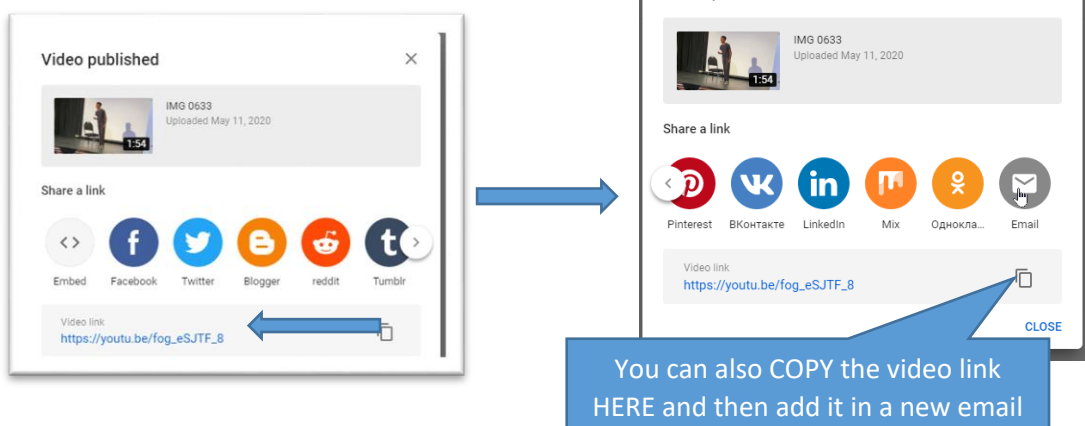 Video published
IMG 0633
Uploaded May 11, 2020
1:54
Share a link
Embed Facebook Twitter Blogger reddit Tumblr
Video link
https://youtu.be/fog_eSJTF_8
IMG 0633
Uploaded May 11, 2020
1:54
Share a link
Pinterest ВКонтакте LinkedIn Mix Однокла... Email
Video link
https://youtu.be/fog_eSJTF_8
CLOSE
You can also COPY the video link
HERE and then add it in a new email